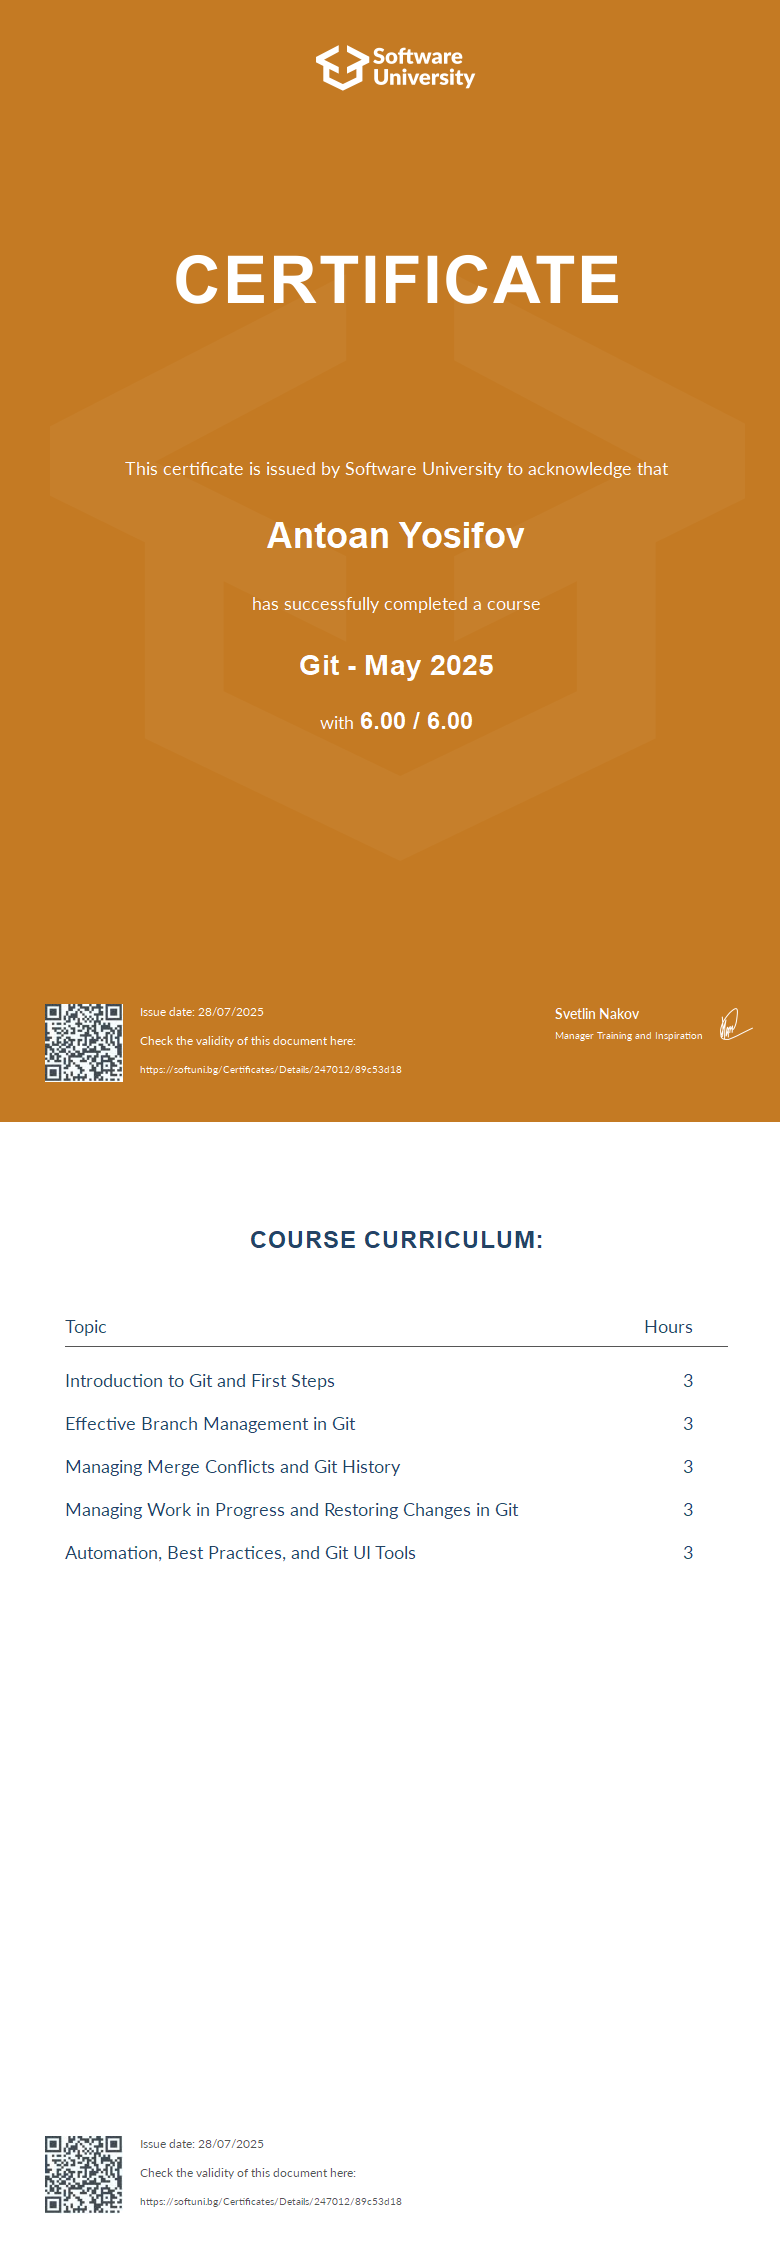 Software
University
CERTIFICATE
This certificate is issued by Software University to acknowledge that
Antoan Yosifov
has successfully completed a course
Git - May 2025
with 6.00 / 6.00
Issue date: 28/07/2025
Check the validity of this document here:
https://softuni.bg/Certificates/Details/247012/89c53d18
Svetlin Nakov
Manager Training and Inspiration
COURSE CURRICULUM:
Topic Hours
Introduction to Git and First Steps 3
Effective Branch Management in Git 3
Managing Merge Conflicts and Git History 3
Managing Work in Progress and Restoring Changes in Git 3
Automation, Best Practices, and Git UI Tools 3
Issue date: 28/07/2025
Check the validity of this document here:
https://softuni.bg/Certificates/Details/247012/89c53d18